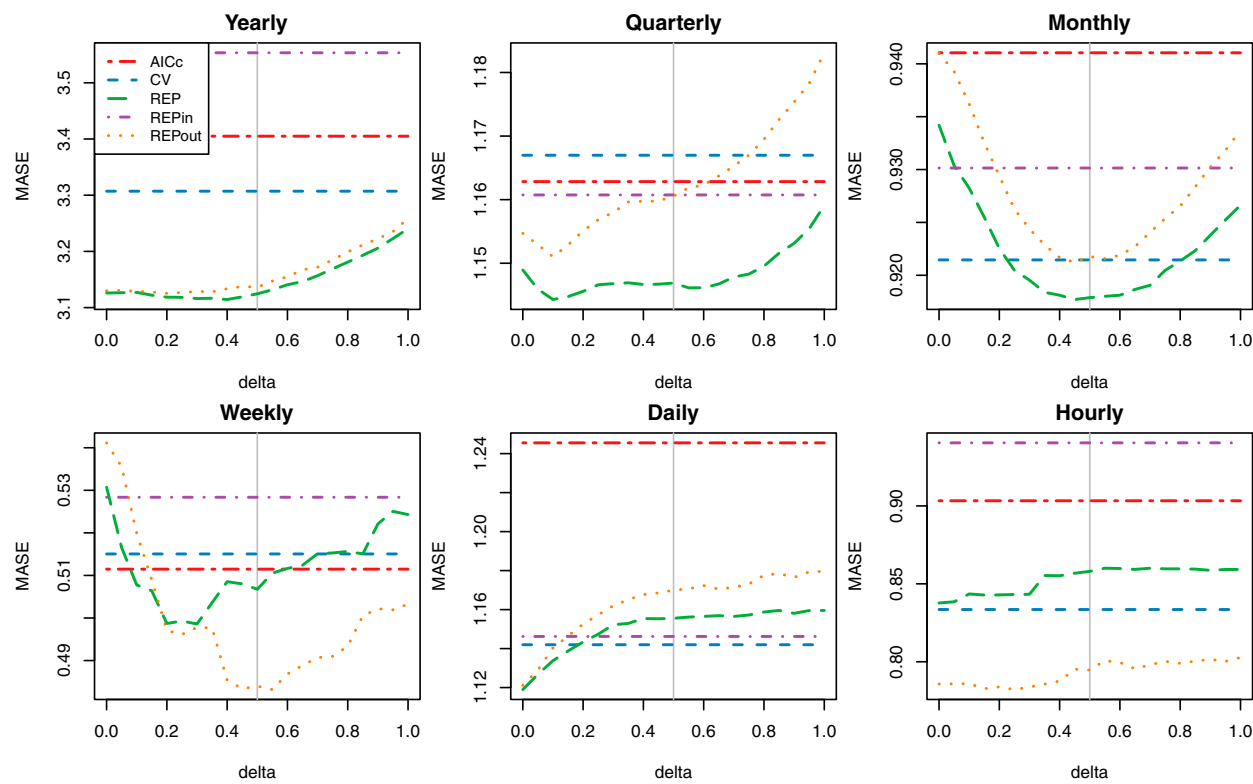 Yearly
MASE
3.1 3.2 3.3 3.4 3.5
AICc
CV
REP
REPin
REPout
0.0 0.2 0.4 0.6 0.8 1.0
delta
Quarterly
MASE
1.15 1.16 1.17 1.18
0.0 0.2 0.4 0.6 0.8 1.0
delta
Monthly
MASE
0.920 0.930 0.940
0.0 0.2 0.4 0.6 0.8 1.0
delta
Weekly
MASE
0.49 0.51 0.53
0.0 0.2 0.4 0.6 0.8 1.0
delta
Daily
MASE
1.12 1.16 1.20 1.24
0.0 0.2 0.4 0.6 0.8 1.0
delta
Hourly
MASE
0.80 0.85 0.90
0.0 0.2 0.4 0.6 0.8 1.0
delta